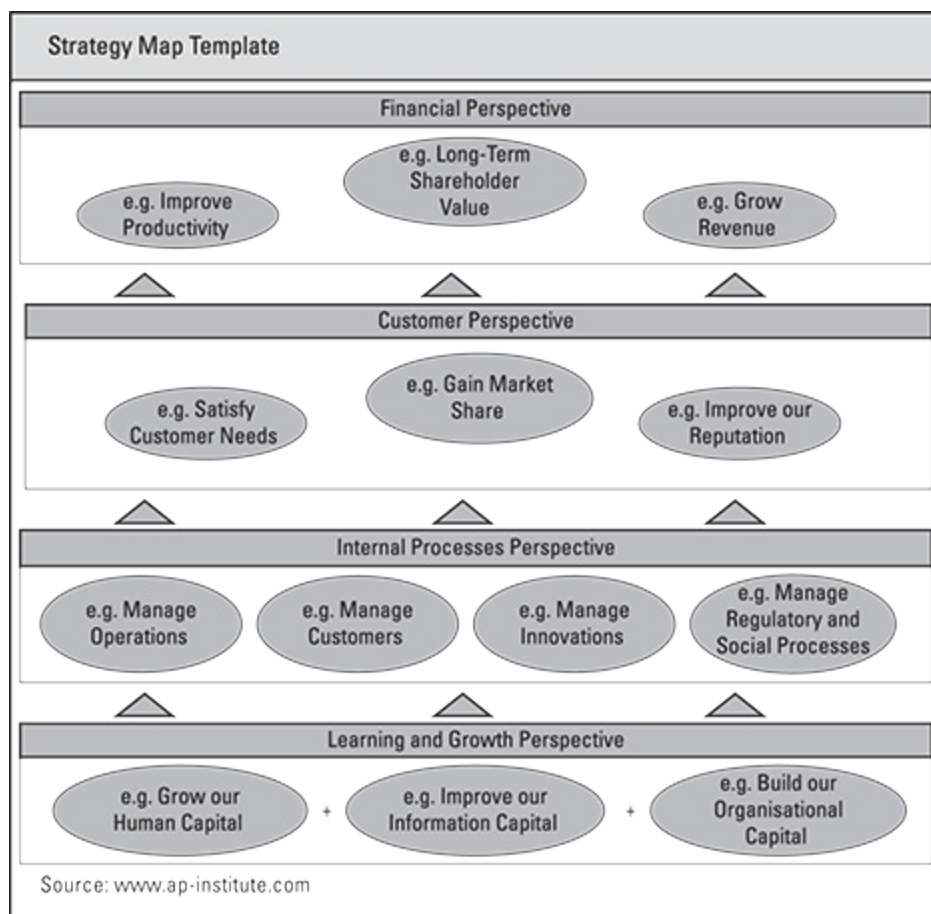 Strategy Map Template
Financial Perspective
e.g. Improve
Productivity
e.g. Long-Term
Shareholder
Value
e.g. Grow
Revenue
Customer Perspective
e.g. Satisfy
Customer Needs
e.g. Gain Market
Share
e.g. Improve our
Reputation
Internal Processes Perspective
e.g. Manage
Operations
e.g. Manage
Customers
e.g. Manage
Innovations
e.g. Manage
Regulatory and
Social Processes
Learning and Growth Perspective
e.g. Grow our
Human Capital
+
e.g. Improve our
Information Capital
+
e.g. Build our
Organisational
Capital
Source: www.ap-institute.com